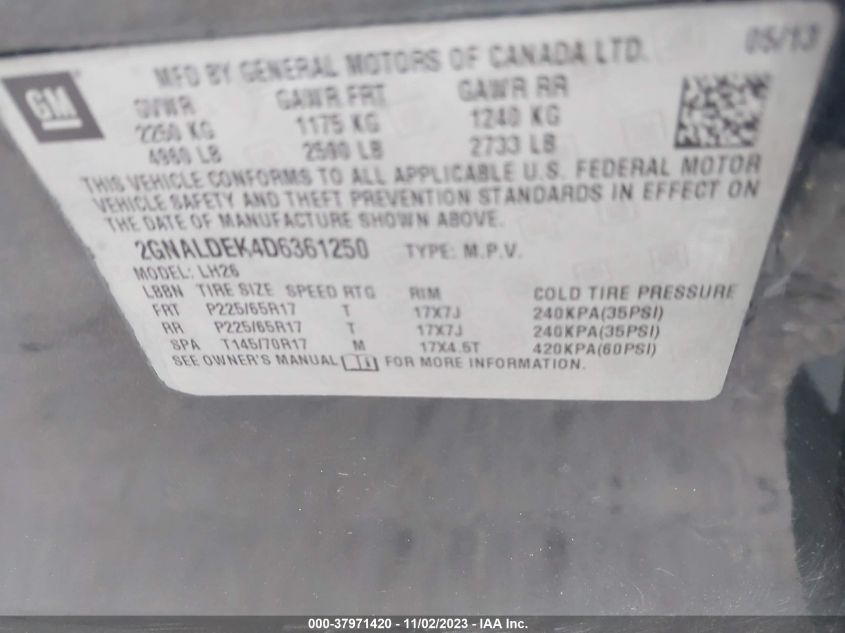 GM
MFD BY GENERAL MOTORS OF CANADA LTD. 05/13
GVWR GAWR FRT GAWR RR
2250 KG 1175 KG 1240 KG
4960 LB 2590 LB 2733 LB
THIS VEHICLE CONFORMS TO ALL APPLICABLE U.S. FEDERAL MOTOR
VEHICLE SAFETY AND THEFT PREVENTION STANDARDS IN EFFECT ON
THE DATE OF MANUFACTURE SHOWN ABOVE.
2GNALDEK4D6361250 TYPE: M.P.V.
MODEL: LH26
LBBN TIRE SIZE SPEED RTG RIM COLD TIRE PRESSURE
FRT P225/65R17 T 17X7J 240KPA(35PSI)
RR P225/65R17 T 17X7J 240KPA(35PSI)
SPA T145/70R17 M 17X4.5T 420KPA(60PSI)
SEE OWNER'S MANUAL FOR MORE INFORMATION.
000-37971420 - 11/02/2023 - IAA Inc.